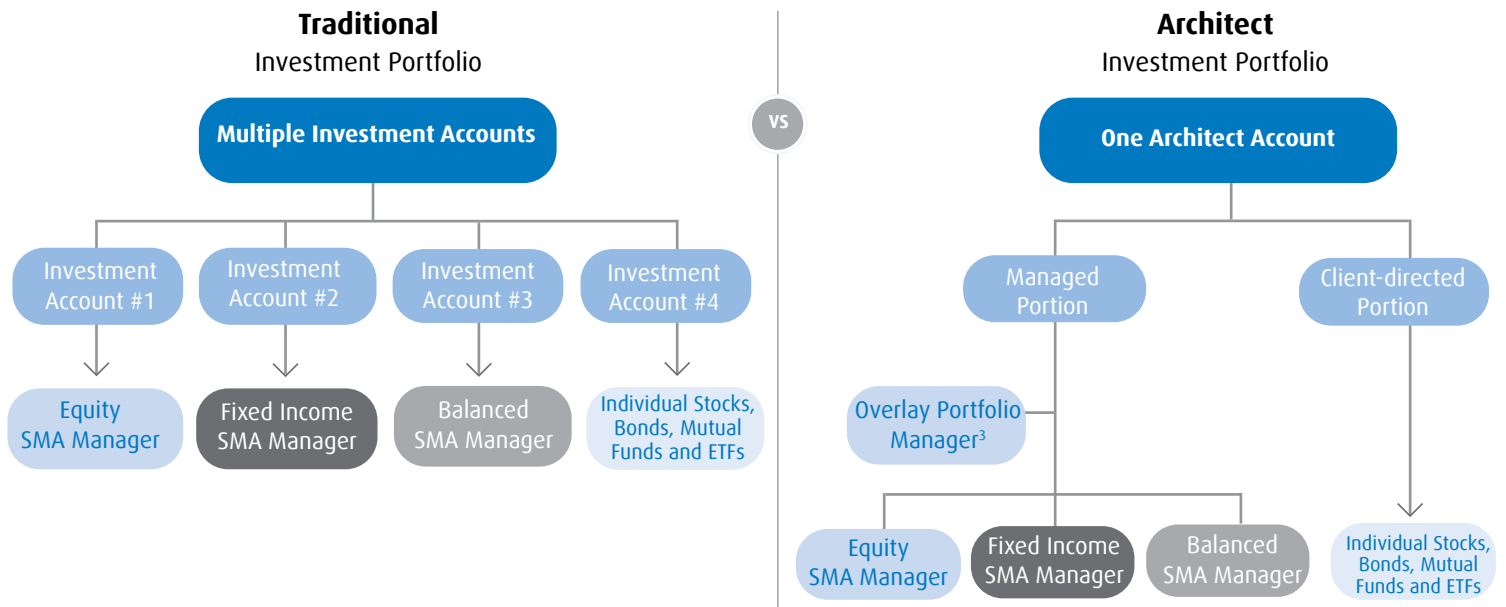 Traditional
Investment Portfolio
Multiple Investment Accounts
Investment
Account #1
Investment
Account #2
Investment
Account #3
Investment
Account #4
Equity
SMA Manager
Fixed Income
SMA Manager
Balanced
SMA Manager
Individual Stocks,
Bonds, Mutual
Funds and ETFs
VS
Architect
Investment Portfolio
One Architect Account
Managed
Portion
Client-directed
Portion
Overlay Portfolio
Manager³
Equity
SMA Manager
Fixed Income
SMA Manager
Balanced
SMA Manager
Individual Stocks,
Bonds, Mutual
Funds and ETFs